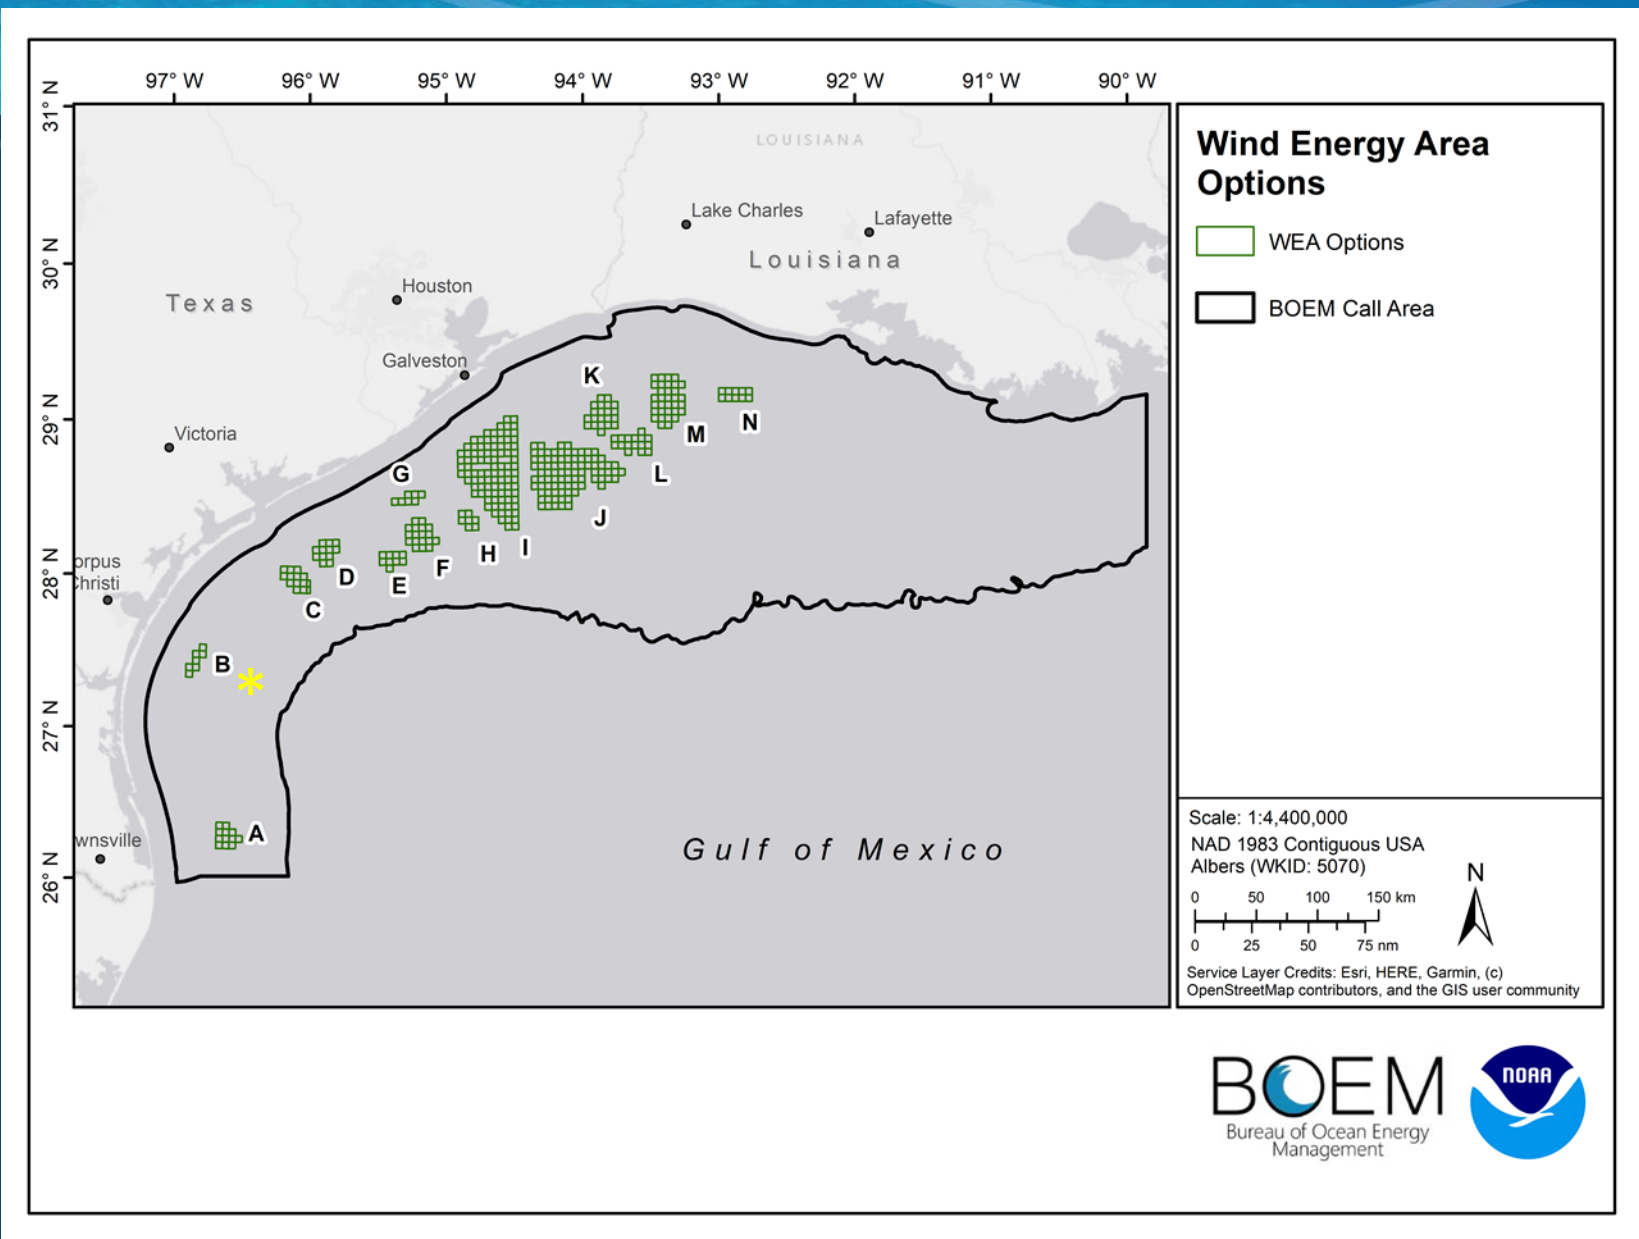 97° W 96° W 95° W 94° W 93° W 92° W 91° W 90° W
31° N
30° N
29° N
28° N
27° N
26° N
LOUISIANA
Lake Charles
Lafayette
Louisiana
Houston
Texas
Galveston
Victoria
orpus
Christi
wnsville
K
M
N
G
L
J
I
H
F
E
D
C
B
A
Gulf of Mexico
Wind Energy Area
Options
WEA Options
BOEM Call Area
Scale: 1:4,400,000
NAD 1983 Contiguous USA
Albers (WKID: 5070)
N
0 50 100 150 km
0 25 50 75 nm
Service Layer Credits: Esri, HERE, Garmin, (c)
OpenStreetMap contributors, and the GIS user community
BOEM
Bureau of Ocean Energy
Management
NOAA